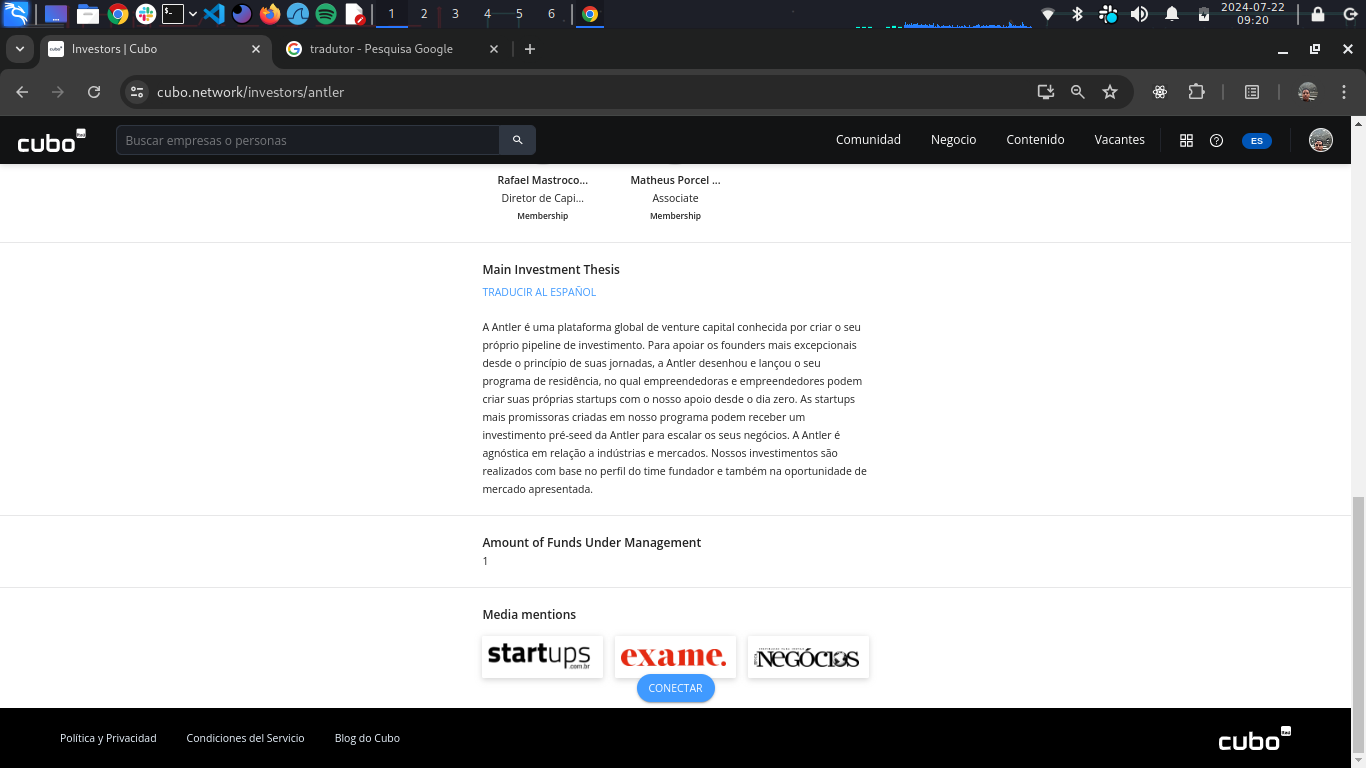 1 2 3 4 5 6
2024-07-22
09:20
Investors | Cubo
tradutor - Pesquisa Google
cubo.network/investors/antler
cubo
Buscar empresas o personas
Comunidad Negocio Contenido Vacantes ES
Rafael Mastroco... Matheus Porcel ...
Diretor de Capi... Associate
Membership Membership
Main Investment Thesis
TRADUCIR AL ESPAÑOL
A Antler é uma plataforma global de venture capital conhecida por criar o seu
próprio pipeline de investimento. Para apoiar os founders mais excepcionais
desde o princípio de suas jornadas, a Antler desenhou e lançou o seu
programa de residência, no qual empreendedoras e empreendedores podem
criar suas próprias startups com o nosso apoio desde o dia zero. As startups
mais promissoras criadas em nosso programa podem receber um
investimento pré-seed da Antler para escalar os seus negócios. A Antler é
agnóstica em relação a indústrias e mercados. Nossos investimentos são
realizados com base no perfil do time fundador e também na oportunidade de
mercado apresentada.
Amount of Funds Under Management
1
Media mentions
startups
.com.br
exame.
NEGÓCIOS
CONECTAR
Política y Privacidad Condiciones del Servicio Blog do Cubo
cubo